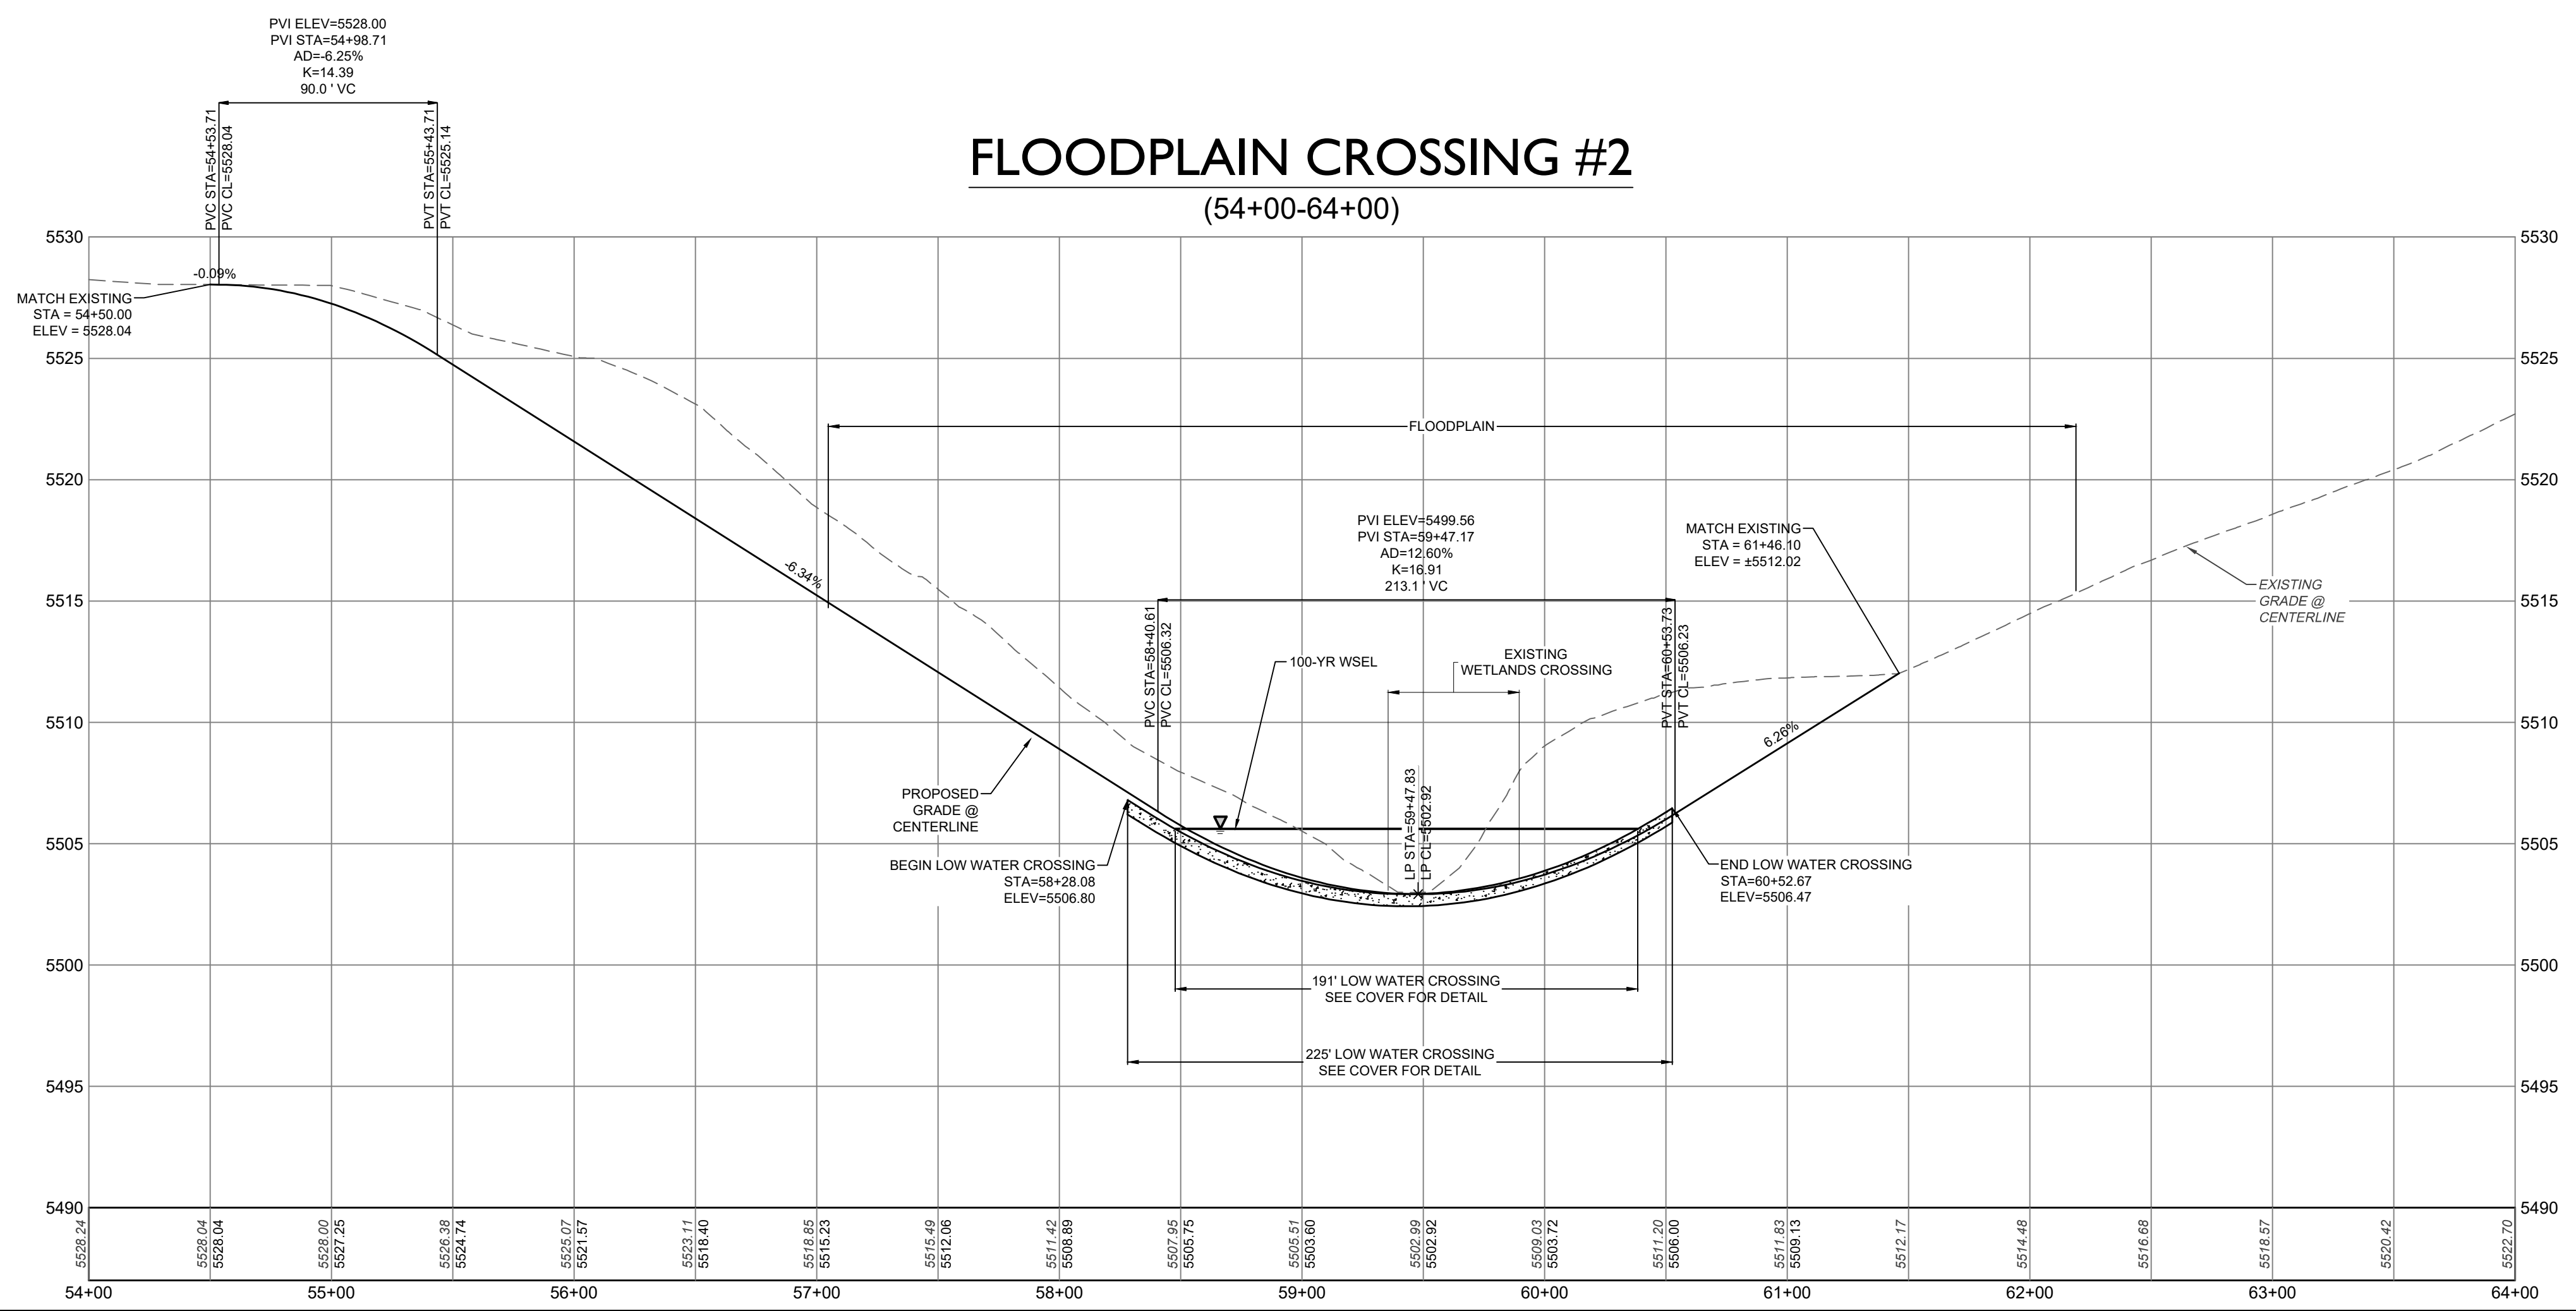 PVI ELEV=5528.00
PVI STA=54+98.71
AD=-6.25%
K=14.39
90.0 ' VC
PVC STA=54+53.71
PVC CL=5528.04
PVT STA=55+43.71
PVT CL=5525.14
FLOODPLAIN CROSSING #2
(54+00-64+00)
5530
5530
-0.09%
MATCH EXISTING
STA = 54+50.00
ELEV = 5528.04
5525
5525
FLOODPLAIN
5520
5520
PVI ELEV=5499.56
PVI STA=59+47.17
AD=12.60%
K=16.91
213.1 ' VC
MATCH EXISTING
STA = 61+46.10
ELEV = ±5512.02
-6.34%
EXISTING
GRADE @
CENTERLINE
5515
5515
PVC STA=58+40.61
PVC CL=5506.32
PVT STA=60+53.73
PVT CL=5506.23
100-YR WSEL
EXISTING
WETLANDS CROSSING
5510
5510
6.26%
PROPOSED
GRADE @
CENTERLINE
LP STA=59+47.83
LP CL=5502.92
5505
5505
BEGIN LOW WATER CROSSING
STA=58+28.08
ELEV=5506.80
END LOW WATER CROSSING
STA=60+52.67
ELEV=5506.47
5500
5500
191' LOW WATER CROSSING
SEE COVER FOR DETAIL
225' LOW WATER CROSSING
SEE COVER FOR DETAIL
5495
5495
5490
5490
5528.24
5528.04
5528.04
5528.00
5527.25
5526.38
5524.74
5525.07
5521.57
5523.11
5518.40
5518.85
5515.23
5515.49
5512.06
5511.42
5508.89
5507.95
5505.75
5505.51
5503.60
5502.99
5502.92
5509.03
5503.72
5511.20
5506.00
5511.83
5509.13
5512.17
5514.48
5516.68
5518.57
5520.42
5522.70
54+00
55+00
56+00
57+00
58+00
59+00
60+00
61+00
62+00
63+00
64+00